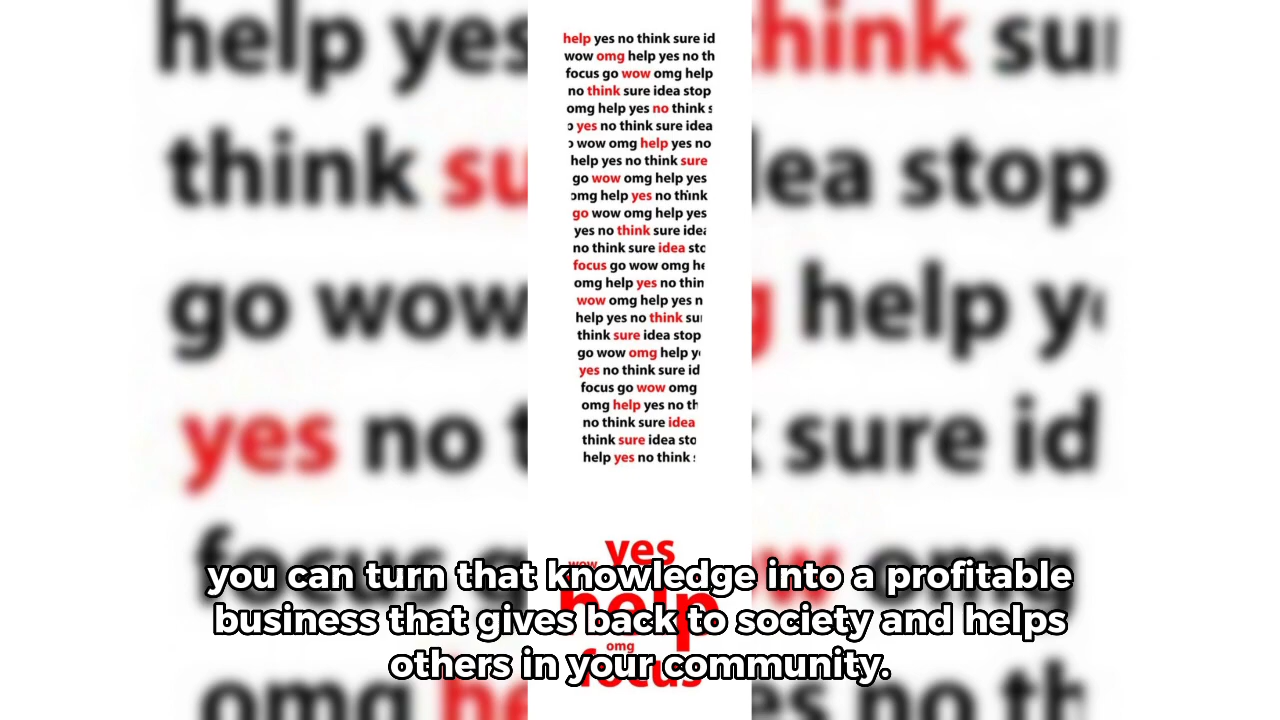 help yes no think sure id
wow omg help yes no th
focus go wow omg help
no think sure idea stop
omg help yes no think s
yes no think sure idea
wow omg help yes no
help yes no think sure
go wow omg help yes
omg help yes no think
go wow omg help yes
yes no think sure idea
no think sure idea sto
focus go wow omg he
omg help yes no thin
wow omg help yes n
help yes no think su
think sure idea stop
go wow omg help y
yes no think sure id
focus go wow omg
omg help yes no th
no think sure idea
think sure idea sto
help yes no think
yes
wow
help
omg
focus
you can turn that knowledge into a profitable
business that gives back to society and helps
others in your community.